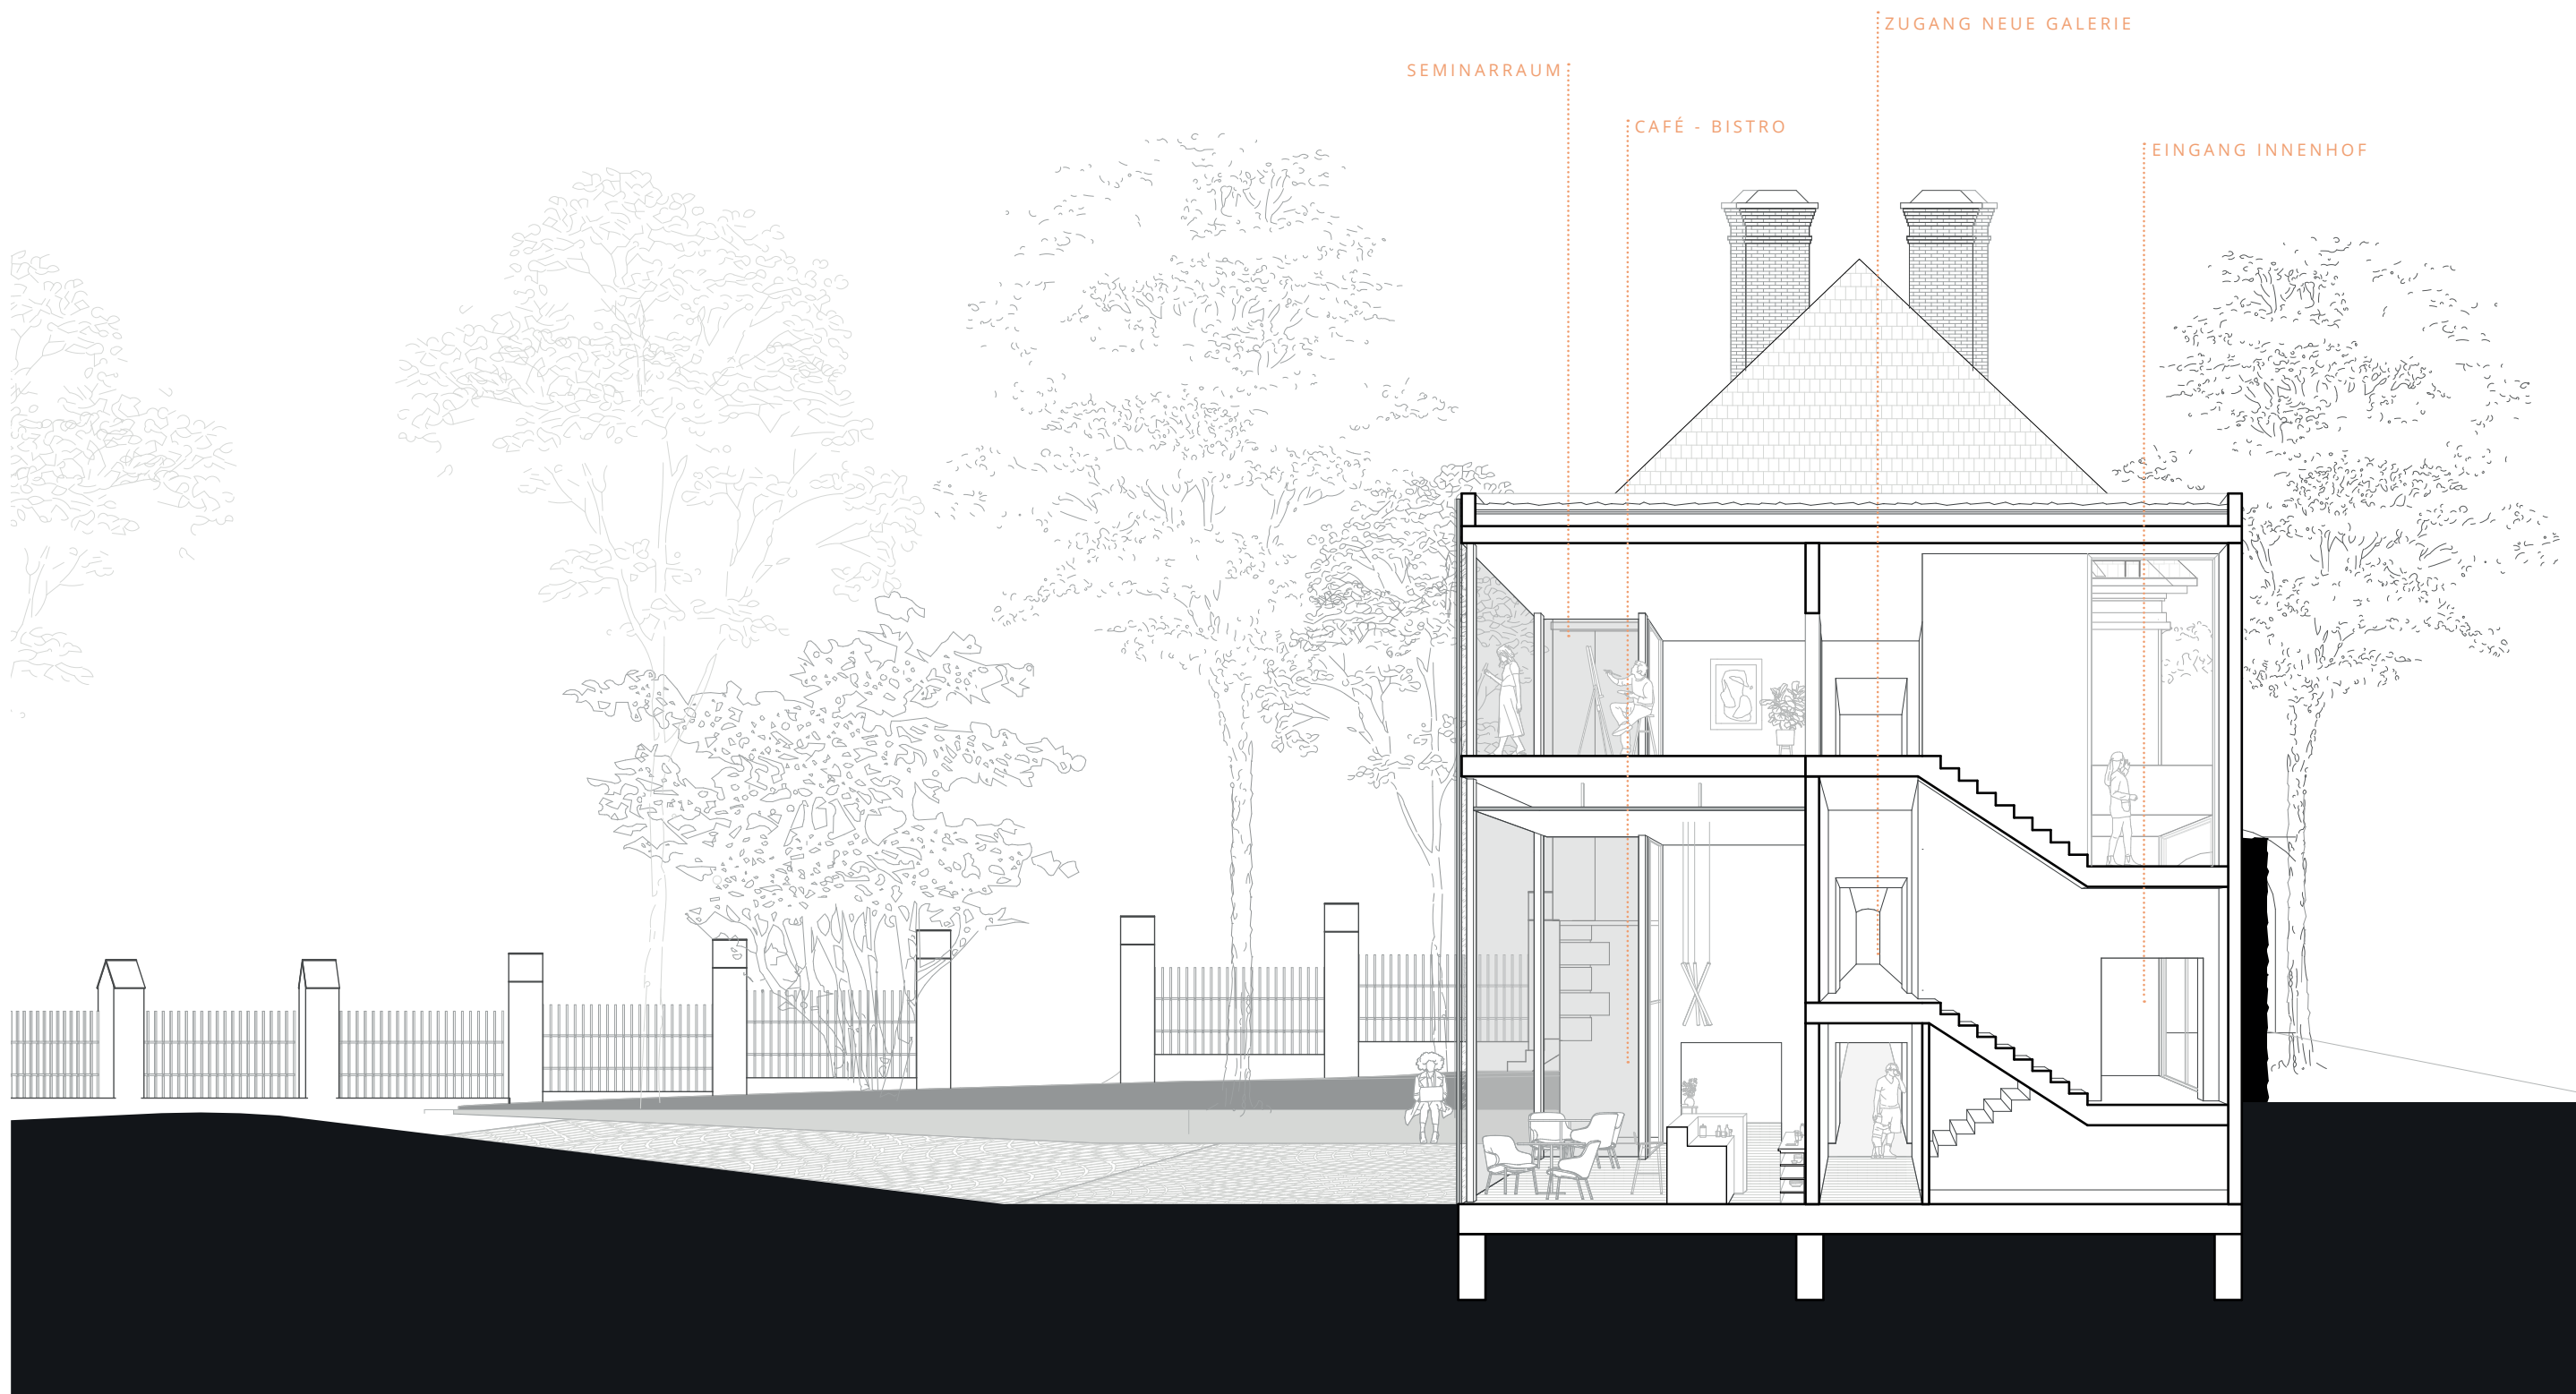 ZUGANG NEUE GALERIE
SEMINARRAUM
CAFÉ - BISTRO
EINGANG INNENHOF